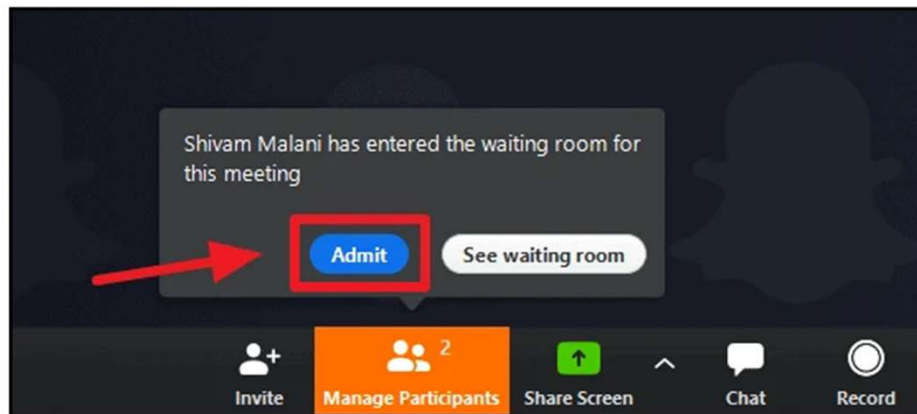 Shivam Malani has entered the waiting room for
this meeting
Admit
See waiting room
2
Invite
Manage Participants
Share Screen
Chat
Record